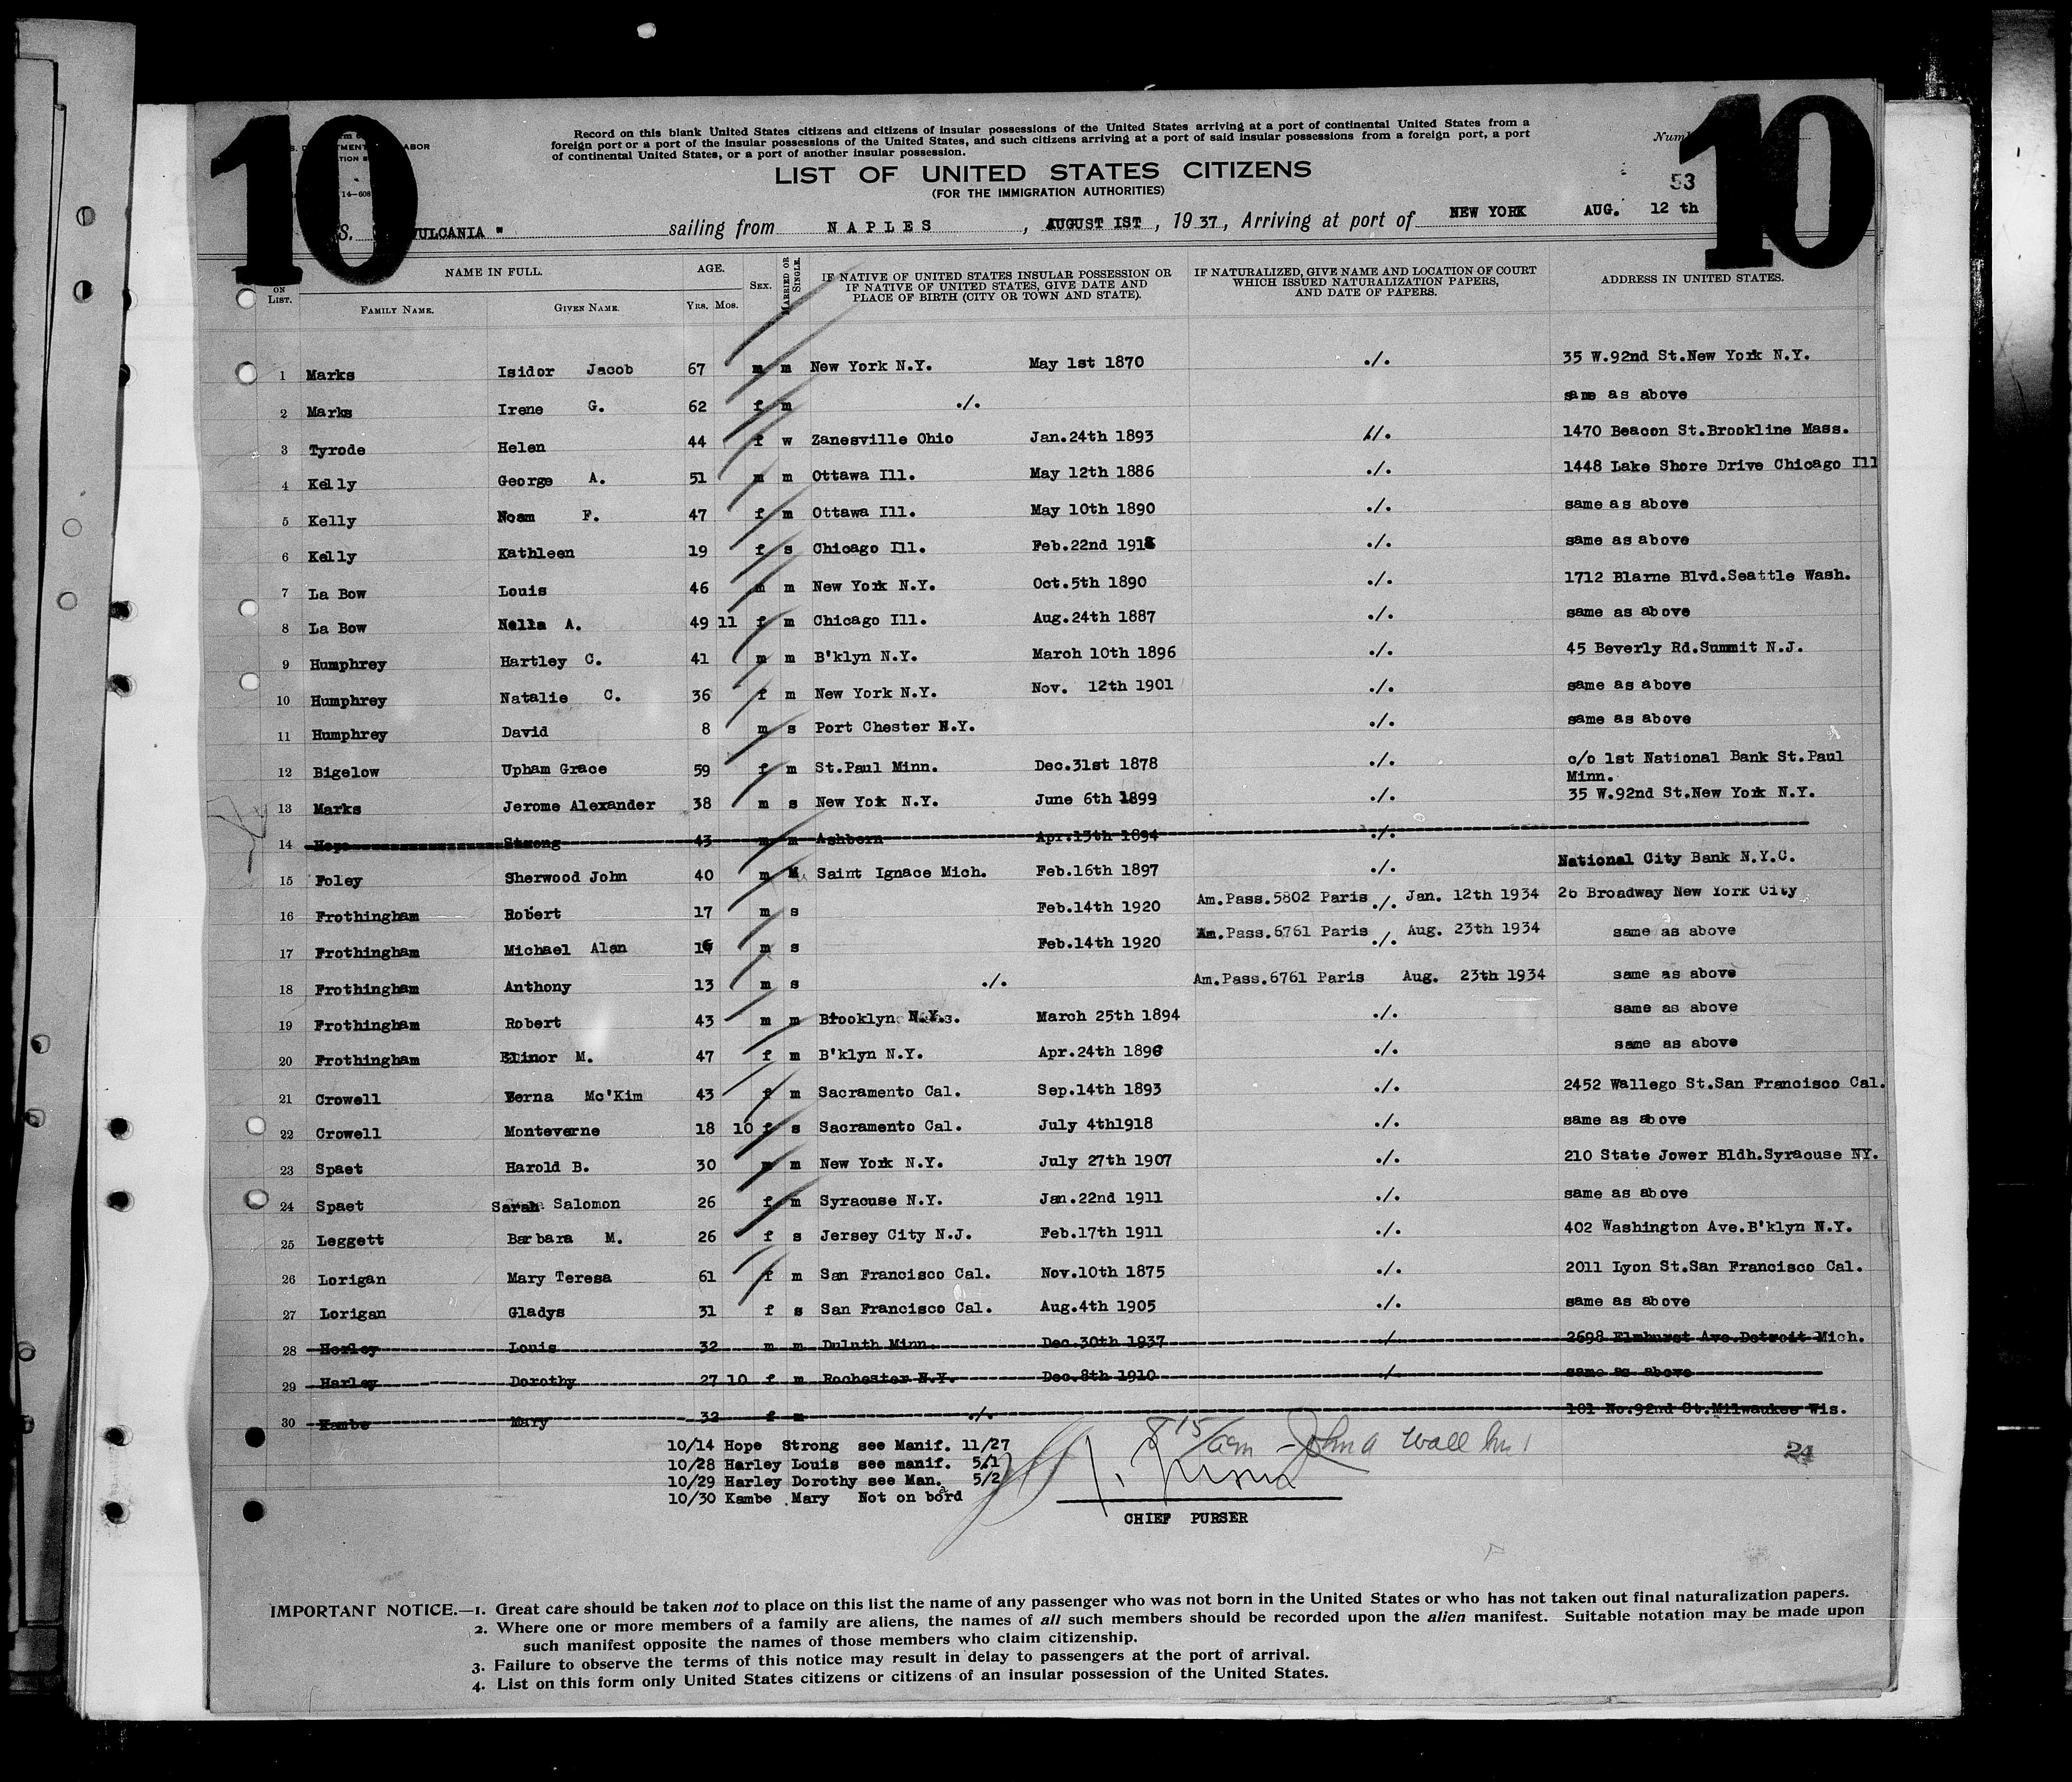 10 10
Record on this blank United States citizens and citizens of insular possessions of the United States arriving at a port of continental United States from a
foreign port or a port of the insular possessions of the United States, and such citizens arriving at a port of said insular possessions from a foreign port, a port
of continental United States, or a port of another insular possession.
LIST OF UNITED STATES CITIZENS
(FOR THE IMMIGRATION AUTHORITIES)
53
S. VULCANIA " sailing from NAPLES, AUGUST 1ST, 1937, Arriving at port of NEW YORK AUG. 12 th
ON LIST. NAME IN FULL. AGE. SEX. MARRIED OR SINGLE. IF NATIVE OF UNITED STATES INSULAR POSSESSION OR IF NATIVE OF UNITED STATES, GIVE DATE AND PLACE OF BIRTH (CITY OR TOWN AND STATE). IF NATURALIZED, GIVE NAME AND LOCATION OF COURT WHICH ISSUED NATURALIZATION PAPERS, AND DATE OF PAPERS. ADDRESS IN UNITED STATES.
FAMILY NAME. GIVEN NAME. YRS. MOS.
1 Marks Isidor Jacob 67 m m New York N.Y. May 1st 1870 ./. 35 W.92nd St.New York N.Y.
2 Marks Irene G. 62 f m ./. same as above
3 Tyrode Helen 44 f w Zanesville Ohio Jan.24th 1893 ./. 1470 Beacon St.Brookline Mass.
4 Kelly George A. 51 m m Ottawa Ill. May 12th 1886 ./. 1448 Lake Shore Drive Chicago Ill
5 Kelly Noam F. 47 f m Ottawa Ill. May 10th 1890 ./. same as above
6 Kelly Kathleen 19 f s Chicago Ill. Feb.22nd 1918 ./. same as above
7 La Bow Louis 46 m m New York N.Y. Oct.5th 1890 ./. 1712 Blarne Blvd.Seattle Wash.
8 La Bow Nella A. 49 11 f m Chicago Ill. Aug.24th 1887 ./. same as above
9 Humphrey Hartley C. 41 m m B'klyn N.Y. March 10th 1896 ./. 45 Beverly Rd.Summit N.J.
10 Humphrey Natalie C. 36 f m New York N.Y. Nov. 12th 1901 ./. same as above
11 Humphrey David 8 m s Port Chester N.Y. ./. same as above
12 Bigelow Upham Grace 59 f m St.Paul Minn. Dec.31st 1878 ./. c/o 1st National Bank St.Paul
Minn.
13 Marks Jerome Alexander 38 m s New York N.Y. June 6th 1899 ./. 35 W.92nd St.New York N.Y.
14 Hope Strong 43 m m Ashborn Apr.13th 1894 ./.
15 Foley Sherwood John 40 m M Saint Ignace Mich. Feb.16th 1897 ./. National City Bank N.Y.C.
16 Frothingham Robert 17 m s Feb.14th 1920 Am.Pass.5802 Paris ./. Jan. 12th 1934 26 Broadway New York City
17 Frothingham Michael Alan 16 m s Feb.14th 1920 Am.Pass.6761 Paris ./. Aug. 23th 1934 same as above
18 Frothingham Anthony 13 m s ./. Am.Pass.6761 Paris Aug. 23th 1934 same as above
19 Frothingham Robert 43 m m Brooklyn N.Y. March 25th 1894 ./. same as above
20 Frothingham Elinor M. 47 f m B'klyn N.Y. Apr.24th 1896 ./. same as above
21 Crowell Verna Mc'Kim 43 f m Sacramento Cal. Sep.14th 1893 ./. 2452 Wallego St.San Francisco Cal.
22 Crowell Monteverne 18 10 f s Sacramento Cal. July 4th1918 ./. same as above
23 Spaet Harold B. 30 m m New York N.Y. July 27th 1907 ./. 210 State Jower Bldh.Syracuse NY.
24 Spaet Sarah Salomon 26 f m Syracuse N.Y. Jan.22nd 1911 ./. same as above
25 Leggett Barbara M. 26 f s Jersey City N.J. Feb.17th 1911 ./. 402 Washington Ave.B'klyn N.Y.
26 Lorigan Mary Teresa 61 f m San Francisco Cal. Nov.10th 1875 ./. 2011 Lyon St.San Francisco Cal.
27 Lorigan Gladys 31 f s San Francisco Cal. Aug.4th 1905 ./. same as above
28 Harley Louis 32 m m Duluth Minn. Dec.30th 1937 ./ 2698 Elmhurst Ave.Detroit Mich.
29 Harley Dorothy 27 10 f m Rochester N.Y. Dec.8th 1910 ./ same as above
30 Kambe Mary 32 f m ./. 101 No.92nd St.Milwaukee Wis.
10/14 Hope Strong see Manif. 11/27
10/28 Harley Louis see manif. 5/1
10/29 Harley Dorothy see Man. 5/2
10/30 Kambe Mary Not on board
8 15/am - John A Wall
24
CHIEF PURSER
IMPORTANT NOTICE.—1. Great care should be taken not to place on this list the name of any passenger who was not born in the United States or who has not taken out final naturalization papers.
2. Where one or more members of a family are aliens, the names of all such members should be recorded upon the alien manifest. Suitable notation may be made upon
such manifest opposite the names of those members who claim citizenship.
3. Failure to observe the terms of this notice may result in delay to passengers at the port of arrival.
4. List on this form only United States citizens or citizens of an insular possession of the United States.